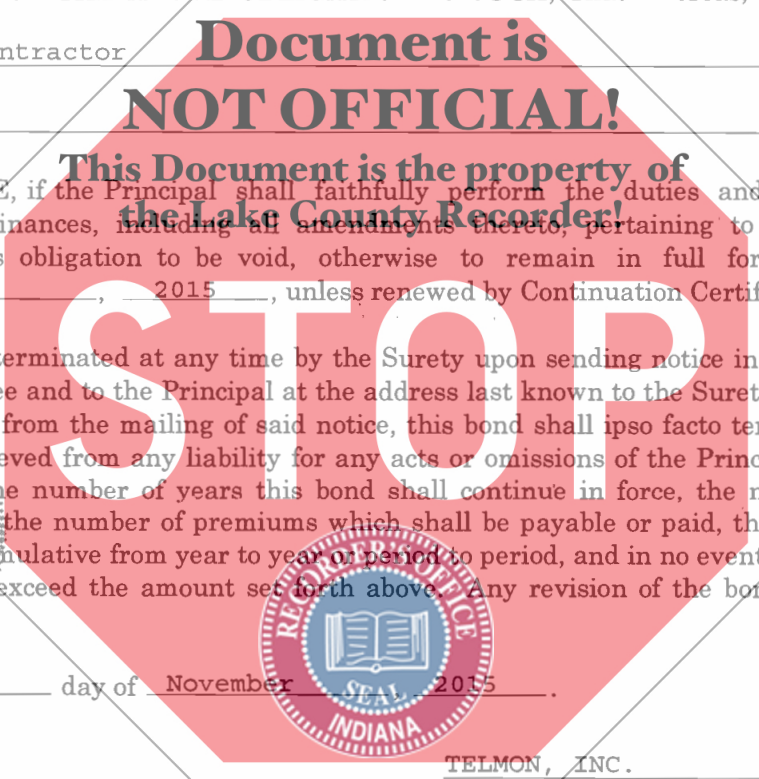 ntractor
Document is
NOT OFFICIAL!
This Document is the property of
the Lake County Recorder!
E, if the Principal shall faithfully perform the duties and
inances, including all amendments thereto, pertaining to
s obligation to be void, otherwise to remain in full for
, 2015 , unless renewed by Continuation Certif
STOP
erminated at any time by the Surety upon sending notice in
ee and to the Principal at the address last known to the Suret
from the mailing of said notice, this bond shall ipso facto ter
eved from any liability for any acts or omissions of the Princ
e number of years this bond shall continue in force, the n
the number of premiums which shall be payable or paid, th
mulative from year to year or period to period, and in no event
exceed the amount set forth above. Any revision of the bon
RECORDER'S OFFICE
SEAL
INDIANA
day of November , 2015 .
TELMON, INC.